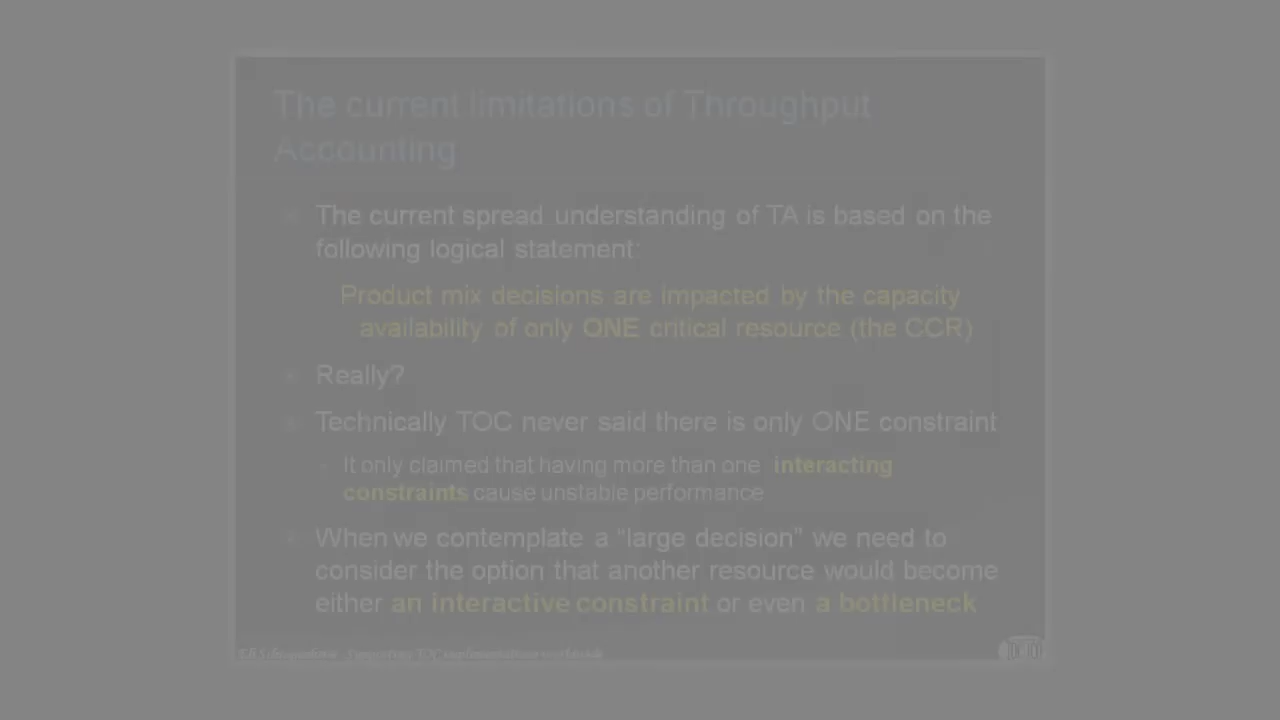 The current limitations of Throughput
Accounting
The current spread understanding of TA is based on the
following logical statement:
Product mix decisions are impacted by the capacity
availability of only ONE critical resource (the CCR)
Really?
Technically TOC never said there is only ONE constraint
It only claimed that having more than one interacting
constraints cause unstable performance
When we contemplate a “large decision” we need to
consider the option that another resource would become
either an interactive constraint or even a bottleneck
TOC